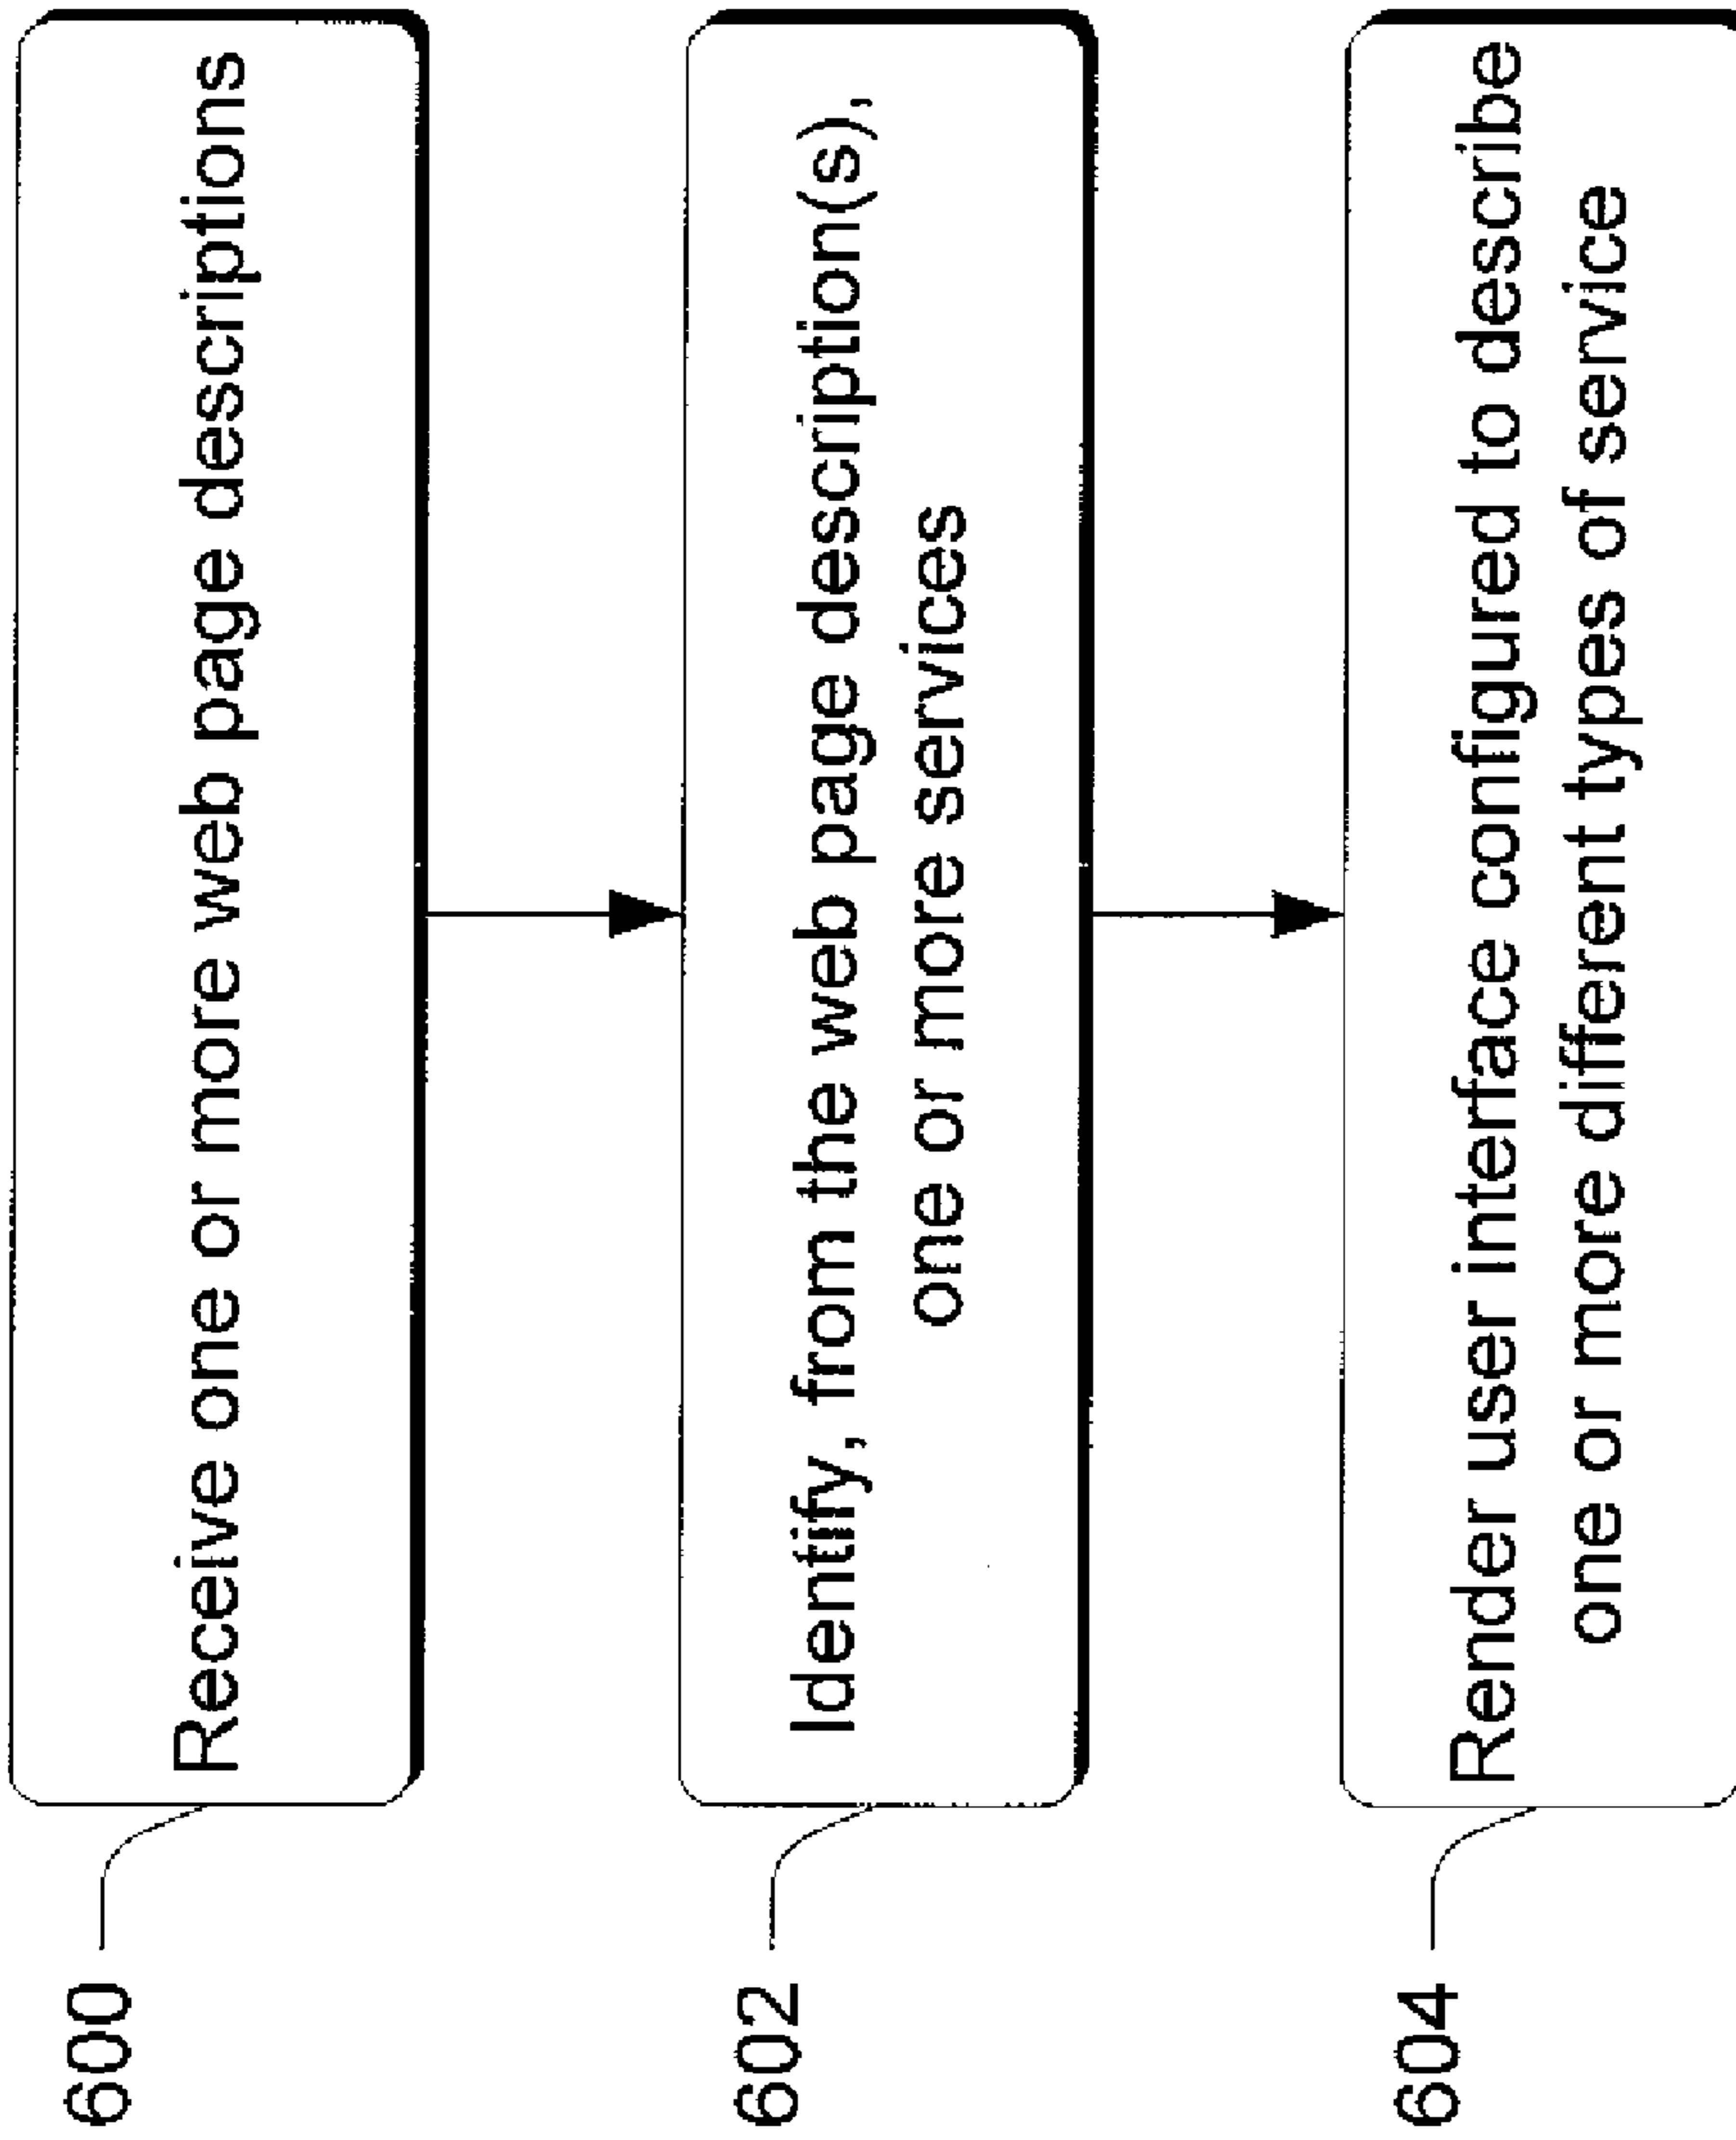 600
Receive one or more web page descriptions
602
Identify, from the web page description(s),
one or more services
604
Render user interface configured to describe
one or more different types of service